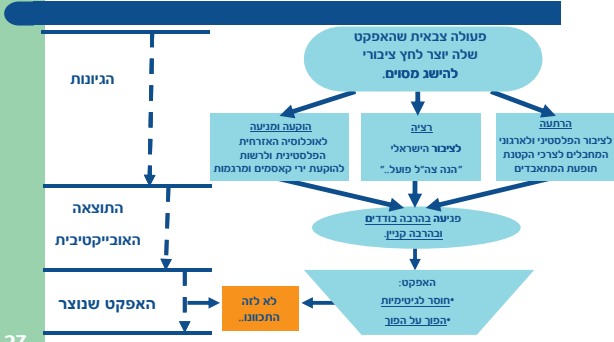 פעולה צבאית שהאפקט
שלה יוצר לחץ ציבורי
להישג מסוים.
הגיונות
הרתעה
לציבור הפלסטיני ולארגוני
המחבלים לצרכי הקטנת
תופעת המתאבדים
רציה
לציבור הישראלי
"הנה צה"ל פועל.."
הוקעה ומניעה
לאוכלוסיה האזרחית
הפלסטינית ולרשות
להוקעת ירי קאסמים ומרגמות
התוצאה
האובייקטיבית
פגיעה בהרבה בודדים
ובהרבה קניין.
האפקט:
•חוסר לגיטימיות
•הפוך על הפוך
לא לזה
התכוונו..
האפקט שנוצר
27